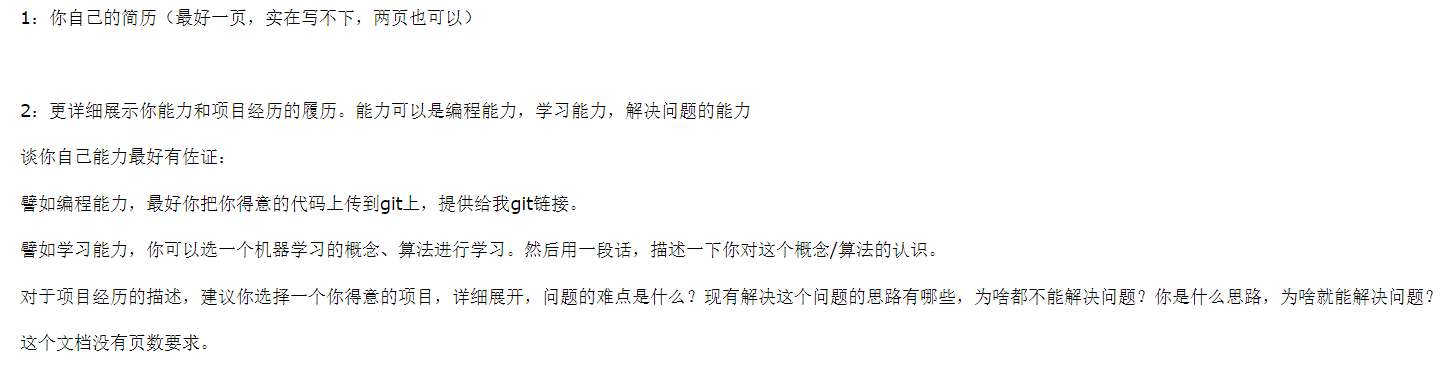 1：你自己的简历（最好一页，实在写不下，两页也可以）
2：更详细展示你能力和项目经历的履历。能力可以是编程能力，学习能力，解决问题的能力
谈你自己能力最好有佐证：
譬如编程能力，最好你把你得意的代码上传到git上，提供给我git链接。
譬如学习能力，你可以选一个机器学习的概念、算法进行学习。然后用一段话，描述一下你对这个概念/算法的认识。
对于项目经历的描述，建议你选择一个你得意的项目，详细展开，问题的难点是什么？现有解决这个问题的思路有哪些，为啥都不能解决问题？你是什么思路，为啥就能解决问题？
这个文档没有页数要求。